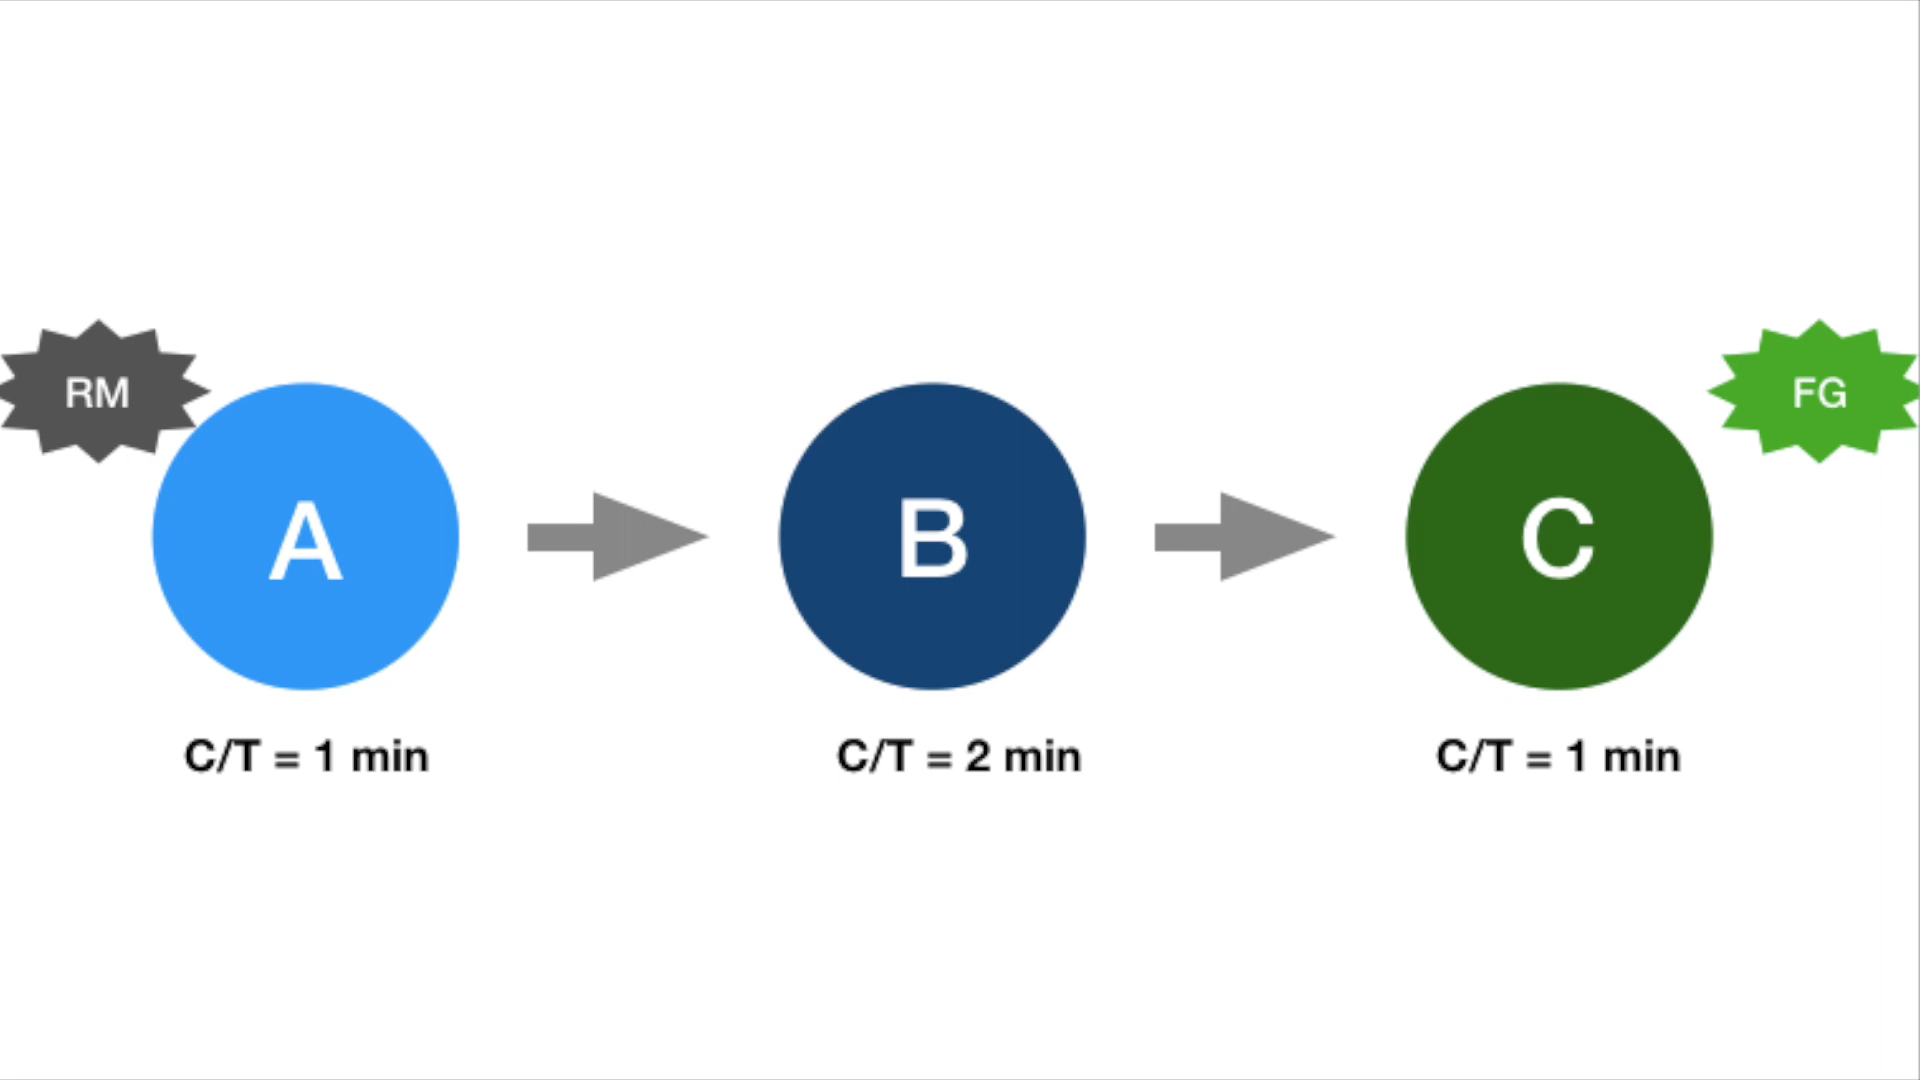 RM
FG
A
B
C
C/T = 1 min
C/T = 2 min
C/T = 1 min